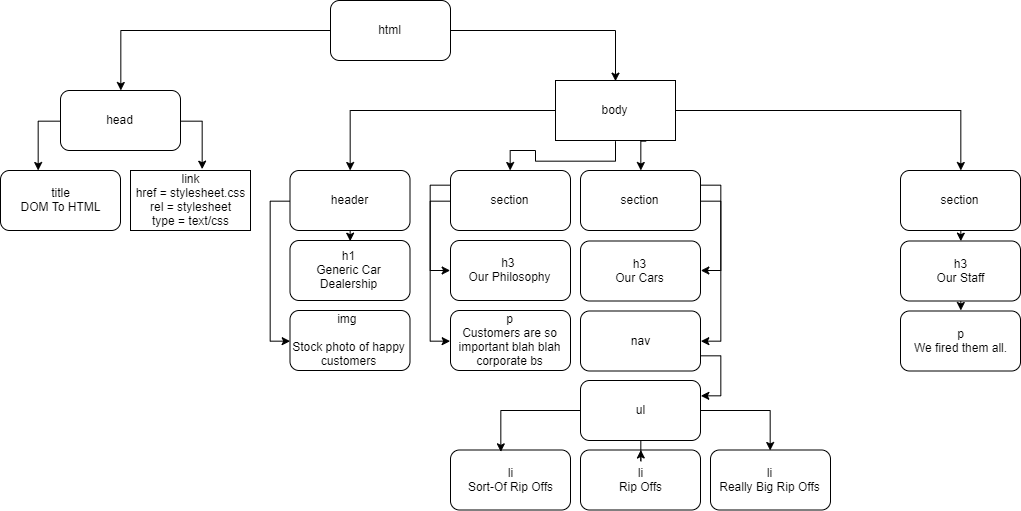 html
head
body
title
DOM To HTML
link
href = stylesheet.css
rel = stylesheet
type = text/css
header
section
section
section
h1
Generic Car
Dealership
h3
Our Philosophy
h3
Our Cars
h3
Our Staff
img
Stock photo of happy
customers
p
Customers are so
important blah blah
corporate bs
nav
p
We fired them all.
ul
li
Sort-Of Rip Offs
li
Rip Offs
li
Really Big Rip Offs